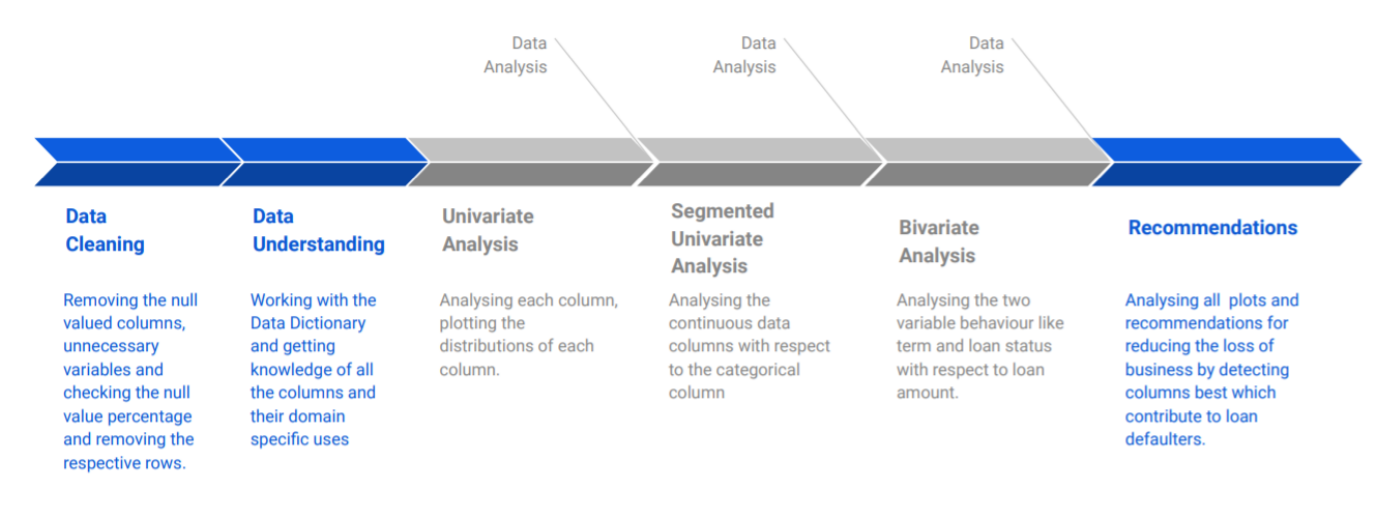 Data
Analysis
Data
Analysis
Data
Analysis
Data
Cleaning
Removing the null
valued columns,
unnecessary
variables and
checking the null
value percentage
and removing the
respective rows.
Data
Understanding
Working with the
Data Dictionary
and getting
knowledge of all
the columns and
their domain
specific uses
Univariate
Analysis
Analysing each column,
plotting the
distributions of each
column.
Segmented
Univariate
Analysis
Analysing the
continuous data
columns with respect
to the categorical
column
Bivariate
Analysis
Analysing the two
variable behaviour like
term and loan status
with respect to loan
amount.
Recommendations
Analysing all  plots and
recommendations for
reducing the loss of
business by detecting
columns best which
contribute to loan
defaulters.